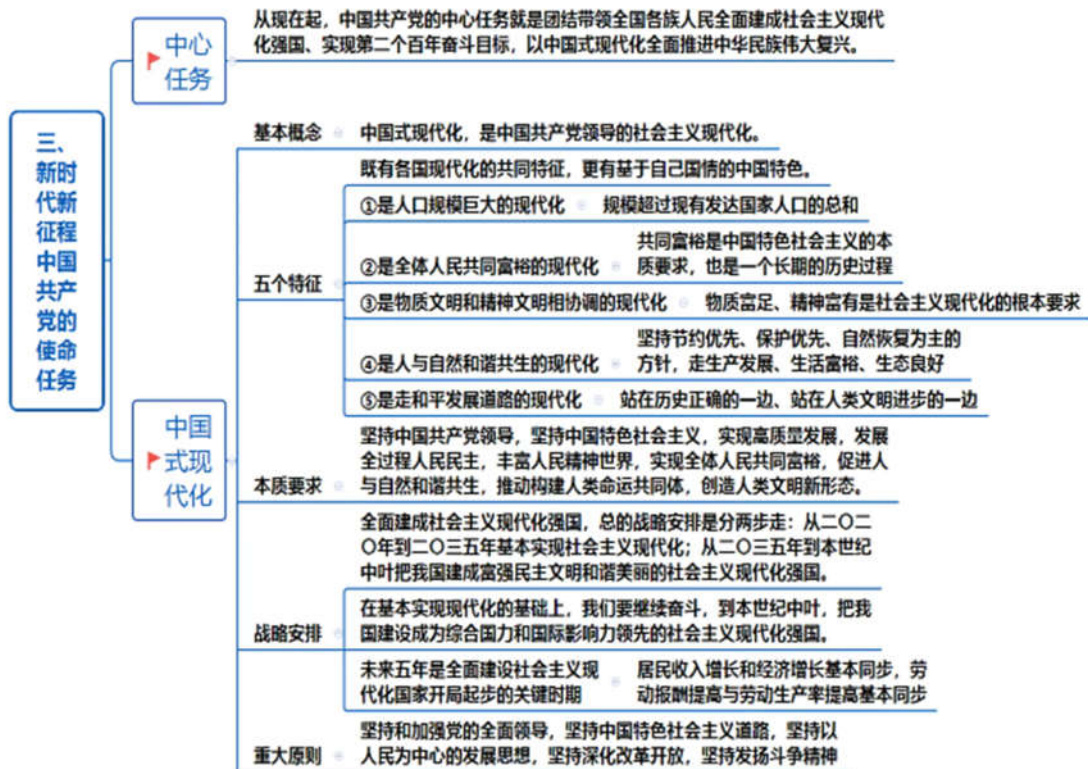 三、
新时
代新
征程
中国
共产
党的
使命
任务
中心
任务
从现在起，中国共产党的中心任务就是团结带领全国各族人民全面建成社会主义现代
化强国、实现第二个百年奋斗目标，以中国式现代化全面推进中华民族伟大复兴。
中国
式现
代化
基本概念
中国式现代化，是中国共产党领导的社会主义现代化。
五个特征
既有各国现代化的共同特征，更有基于自己国情的中国特色。
①是人口规模巨大的现代化
规模超过现有发达国家人口的总和
②是全体人民共同富裕的现代化
共同富裕是中国特色社会主义的本
质要求，也是一个长期的历史过程
③是物质文明和精神文明相协调的现代化
物质富足、精神富有是社会主义现代化的根本要求
④是人与自然和谐共生的现代化
坚持节约优先、保护优先、自然恢复为主的
方针，走生产发展、生活富裕、生态良好
⑤是走和平发展道路的现代化
站在历史正确的一边、站在人类文明进步的一边
本质要求
坚持中国共产党领导，坚持中国特色社会主义，实现高质量发展，发展
全过程人民民主，丰富人民精神世界，实现全体人民共同富裕，促进人
与自然和谐共生，推动构建人类命运共同体，创造人类文明新形态。
战略安排
全面建成社会主义现代化强国，总的战略安排是分两步走：从二〇二
〇年到二〇三五年基本实现社会主义现代化；从二〇三五年到本世纪
中叶把我国建成富强民主文明和谐美丽的社会主义现代化强国。
在基本实现现代化的基础上，我们要继续奋斗，到本世纪中叶，把我
国建设成为综合国力和国际影响力领先的社会主义现代化强国。
未来五年是全面建设社会主义现
代化国家开局起步的关键时期
居民收入增长和经济增长基本同步，劳
动报酬提高与劳动生产率提高基本同步
重大原则
坚持和加强党的全面领导，坚持中国特色社会主义道路，坚持以
人民为中心的发展思想，坚持深化改革开放，坚持发扬斗争精神